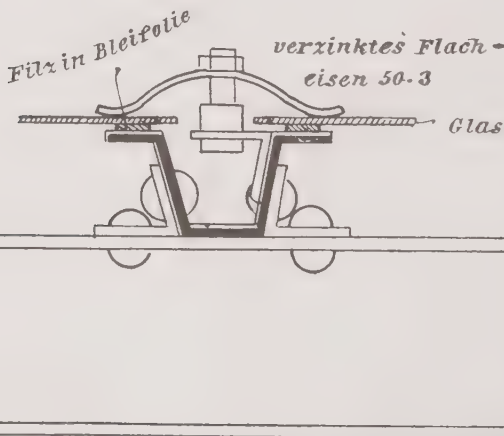 Filz in Bleifolie
verzinktes Flach-
eisen 50·3
Glas